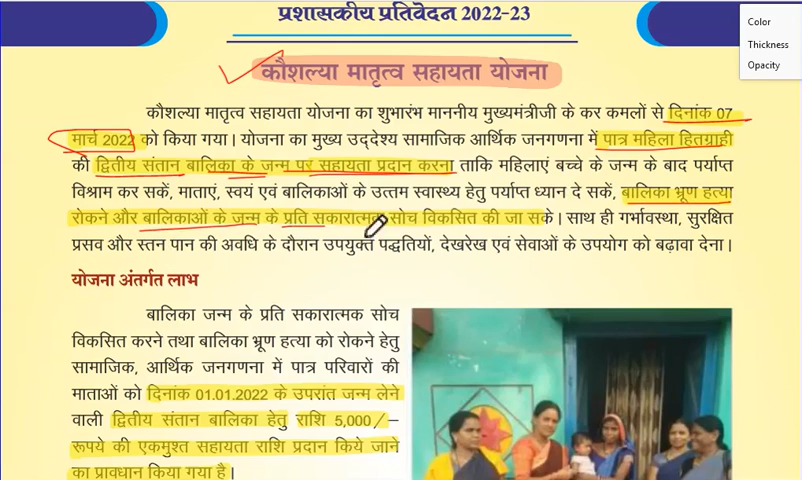 प्रशासकीय प्रतिवेदन 2022-23
Color
Thickness
Opacity
कौशल्या मातृत्व सहायता योजना
कौशल्या मातृत्व सहायता योजना का शुभारंभ माननीय मुख्यमंत्रीजी के कर कमलों से दिनांक 07
मार्च 2022 को किया गया। योजना का मुख्य उद्देश्य सामाजिक आर्थिक जनगणना में पात्र महिला हितग्राही
की द्वितीय संतान बालिका के जन्म पर सहायता प्रदान करना ताकि महिलाएं बच्चे के जन्म के बाद पर्याप्त
विश्राम कर सकें, माताएं, स्वयं एवं बालिकाओं के उत्तम स्वास्थ्य हेतु पर्याप्त ध्यान दे सकें, बालिका भ्रूण हत्या
रोकने और बालिकाओं के जन्म के प्रति सकारात्मक सोच विकसित की जा सके। साथ ही गर्भावस्था, सुरक्षित
प्रसव और स्तन पान की अवधि के दौरान उपयुक्त पद्धतियों, देखरेख एवं सेवाओं के उपयोग को बढ़ावा देना।
योजना अंतर्गत लाभ
बालिका जन्म के प्रति सकारात्मक सोच
विकसित करने तथा बालिका भ्रूण हत्या को रोकने हेतु
सामाजिक, आर्थिक जनगणना में पात्र परिवारों की
माताओं को दिनांक 01.01.2022 के उपरांत जन्म लेने
वाली द्वितीय संतान बालिका हेतु राशि 5,000/–
रूपये की एकमुश्त सहायता राशि प्रदान किये जाने
का प्रावधान किया गया है।